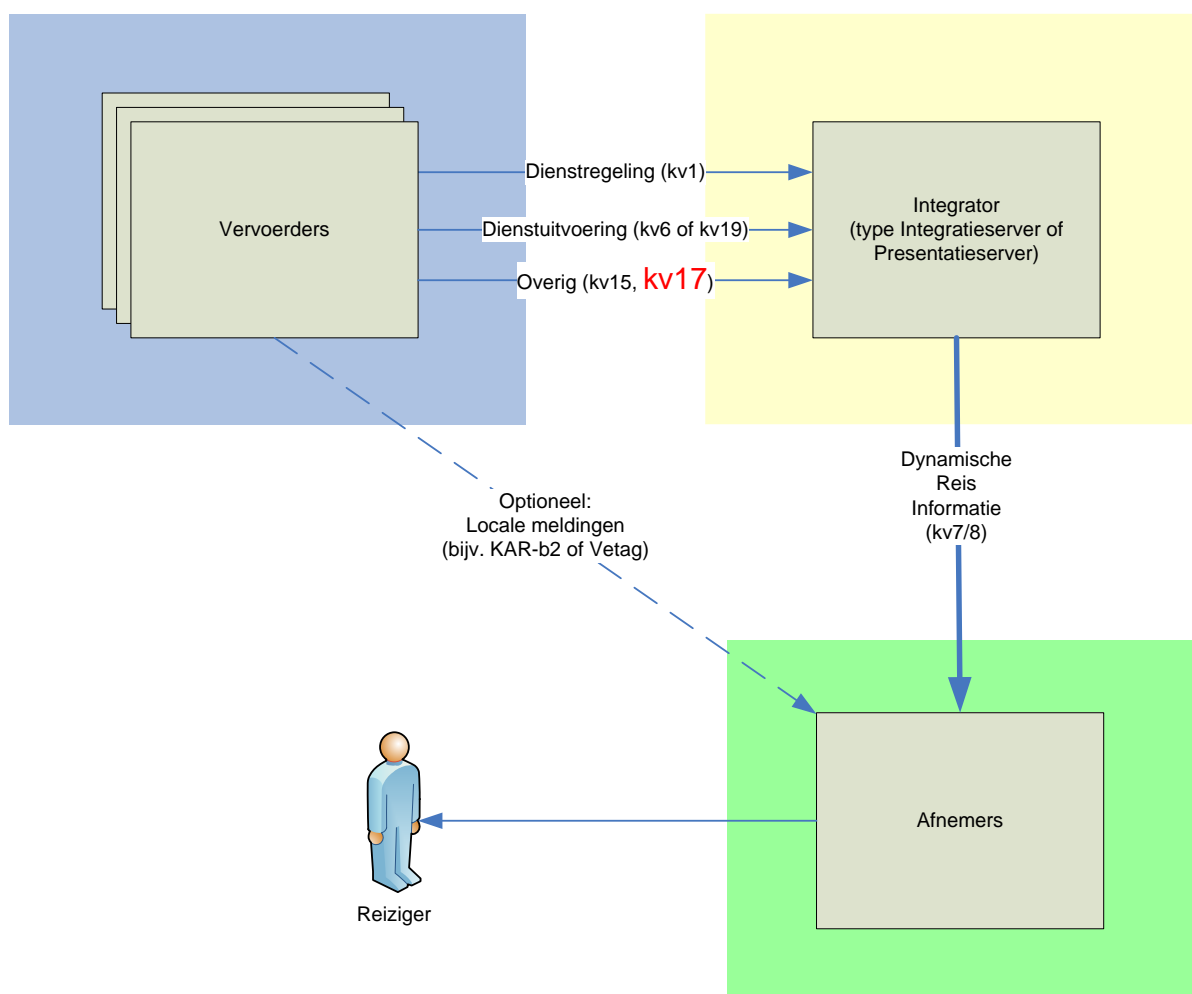 Vervoerders
Dienstregeling (kv1)
Dienstuitvoering (kv6 of kv19)
Overig (kv15, kv17)
Integrator
(type Integratieserver of
Presentatieserver)
Dynamische
Reis
Informatie
(kv7/8)
Optioneel:
Locale meldingen
(bijv. KAR-b2 of Vetag)
Afnemers
Reiziger